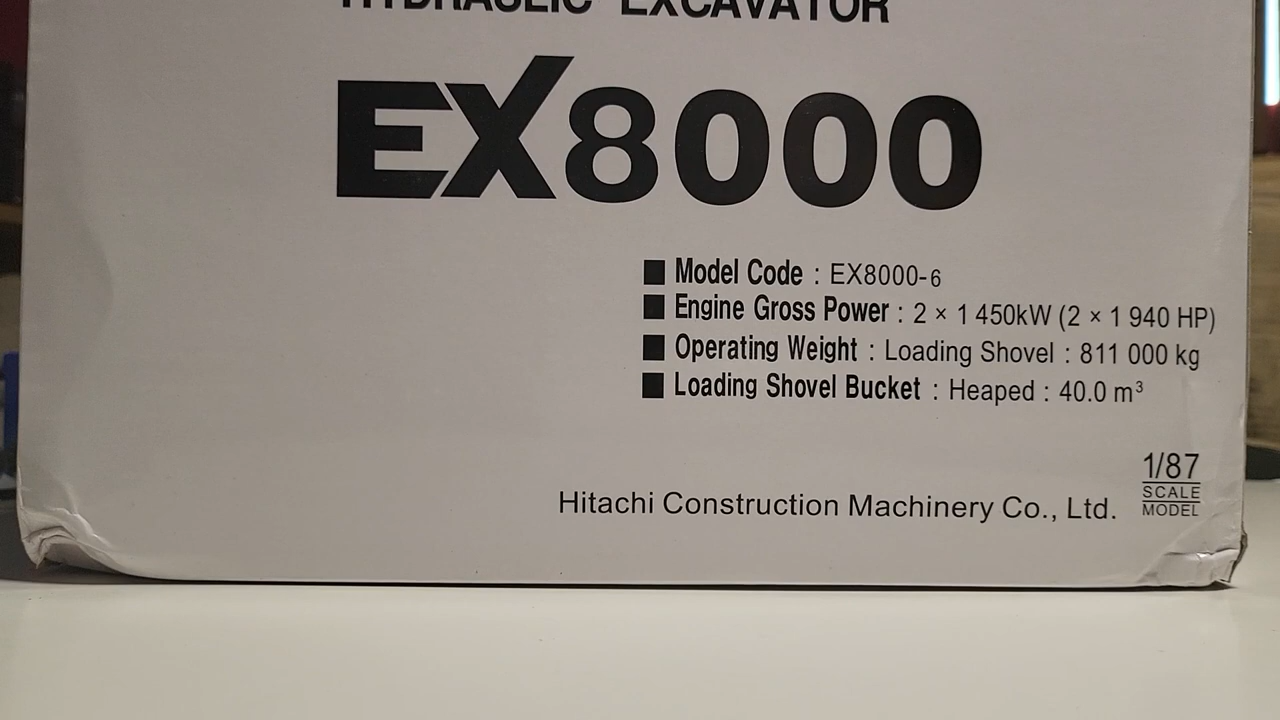 HYDRAULIC EXCAVATOR
EX8000
■ Model Code : EX8000-6
■ Engine Gross Power : 2 × 1 450kW (2 × 1 940 HP)
■ Operating Weight : Loading Shovel : 811 000 kg
■ Loading Shovel Bucket : Heaped : 40.0 m³
Hitachi Construction Machinery Co., Ltd.
1/87
SCALE
MODEL